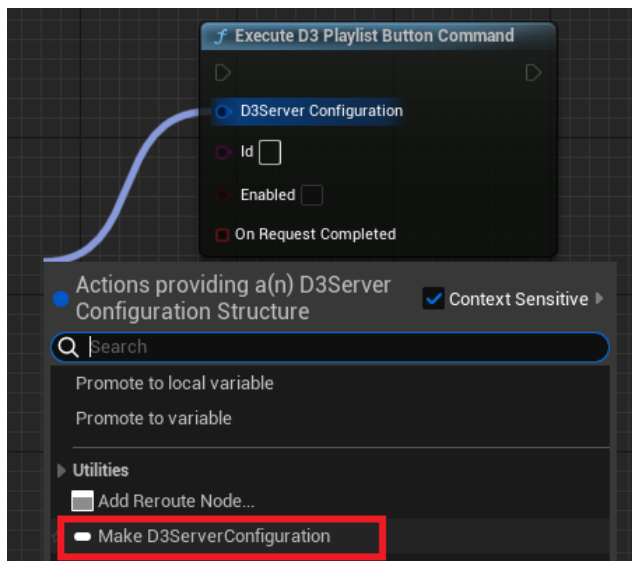 f Execute D3 Playlist Button Command
D3Server Configuration
Id
Enabled
On Request Completed
Actions providing a(n) D3Server
Configuration Structure
Context Sensitive
Search
Promote to local variable
Promote to variable
Utilities
Add Reroute Node...
Make D3ServerConfiguration